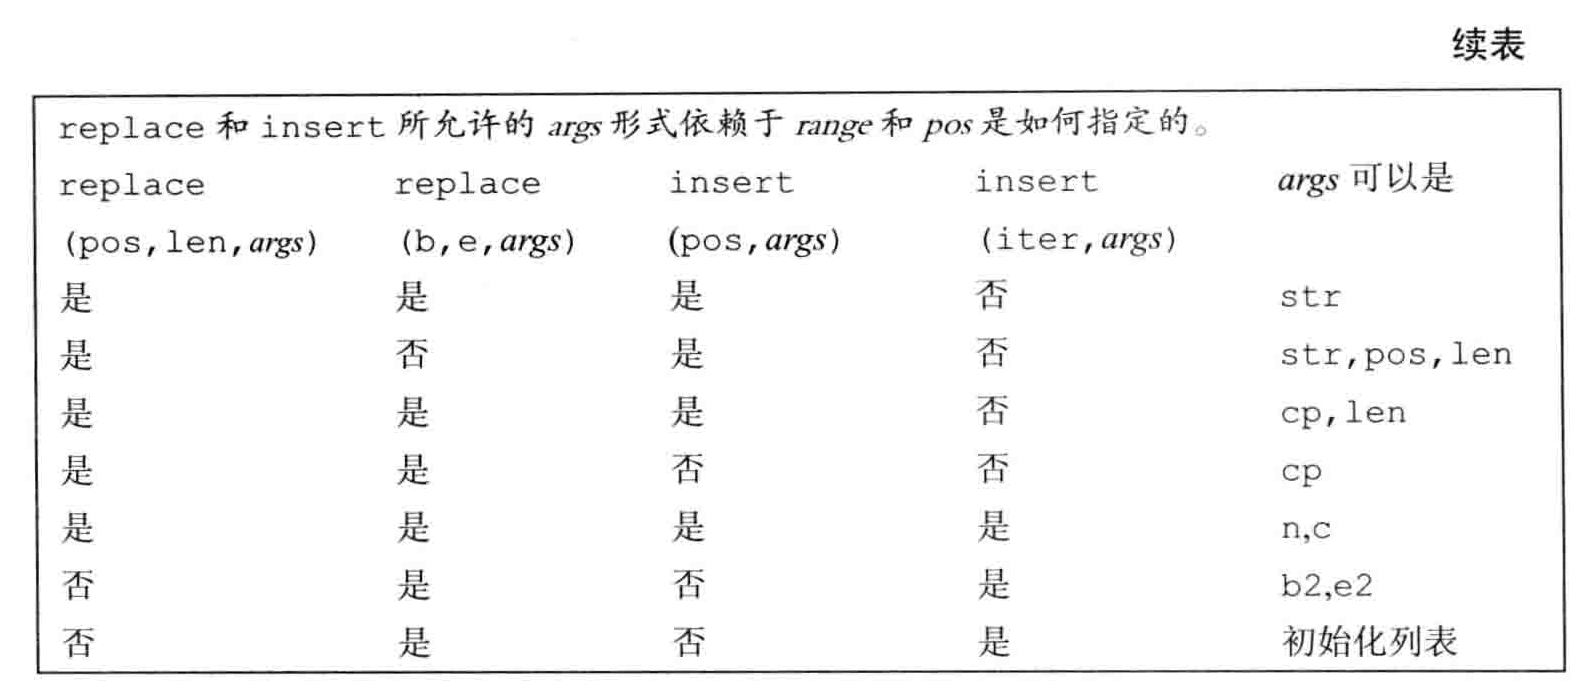 续表
replace 和 insert 所允许的 args 形式依赖于 range 和 pos 是如何指定的。
replace replace insert insert args 可以是
(pos,len,args) (b,e,args) (pos,args) (iter,args)
是 是 是 否 str
是 否 是 否 str,pos,len
是 是 是 否 cp,len
是 是 否 否 cp
是 是 是 是 n,c
否 是 否 是 b2,e2
否 是 否 是 初始化列表